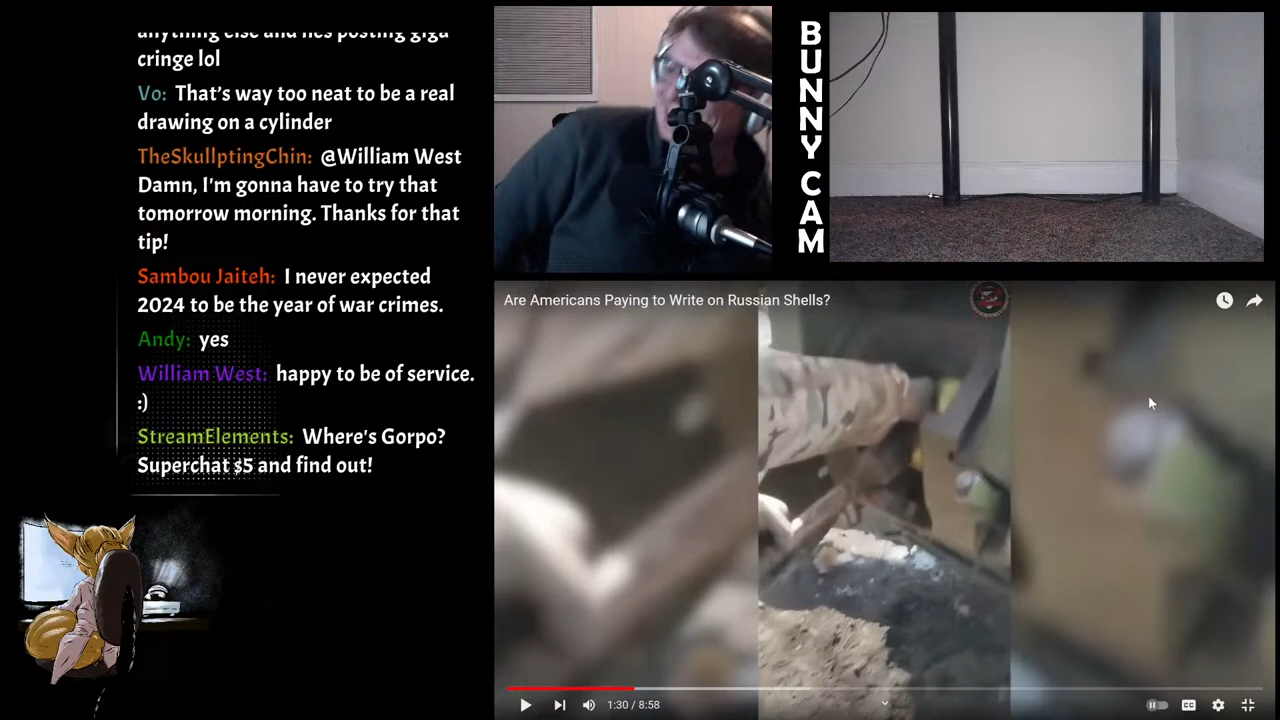 anything else and hes posting giga
cringe lol
Vo: That's way too neat to be a real
drawing on a cylinder
TheSkullptingChin: @William West
Damn, I'm gonna have to try that
tomorrow morning. Thanks for that
tip!
Sambou Jaiteh: I never expected
2024 to be the year of war crimes.
Andy: yes
William West: happy to be of service.
:)
StreamElements: Where's Gorpo?
Superchat $5 and find out!
BUNNY CAM
Are Americans Paying to Write on Russian Shells?
1:30 / 8:58
CC